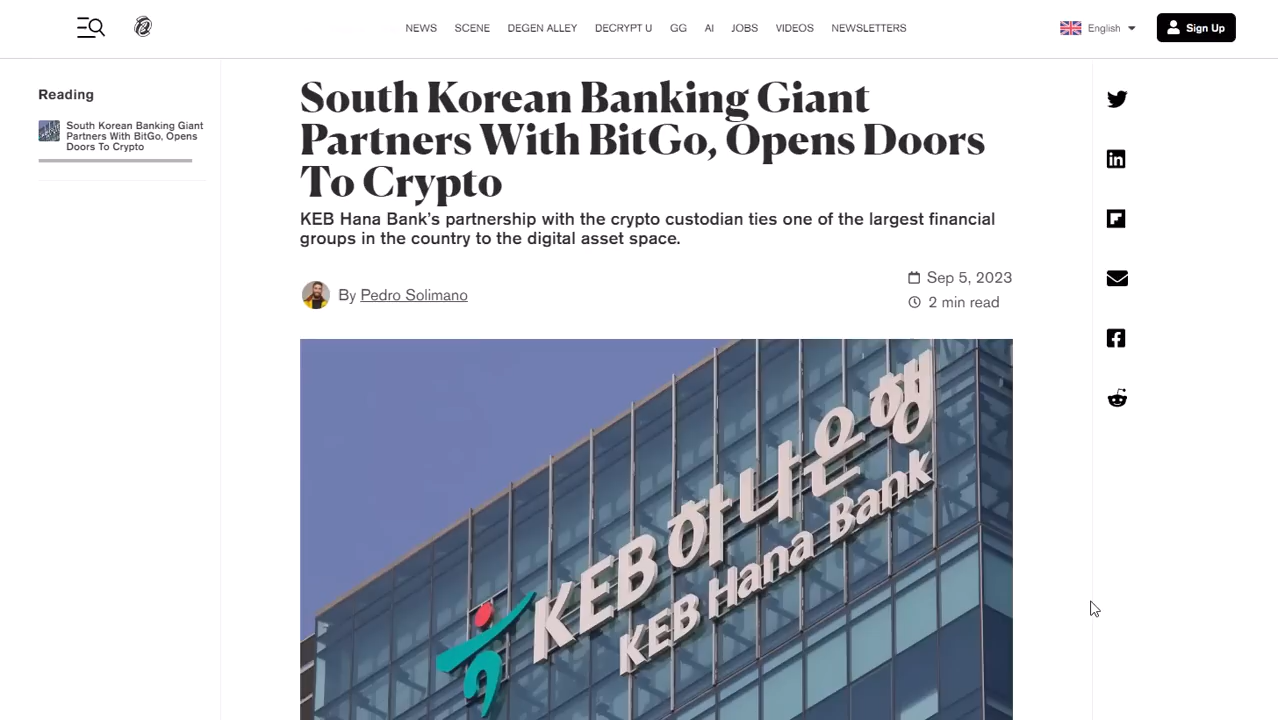 NEWS SCENE DEGEN ALLEY DECRYPT U GG AI JOBS VIDEOS NEWSLETTERS
English
Sign Up
Reading
South Korean Banking Giant
Partners With BitGo, Opens
Doors To Crypto
South Korean Banking Giant
Partners With BitGo, Opens Doors
To Crypto
KEB Hana Bank's partnership with the crypto custodian ties one of the largest financial
groups in the country to the digital asset space.
By Pedro Solimano
Sep 5, 2023
2 min read
KEB하나은행
KEB Hana Bank